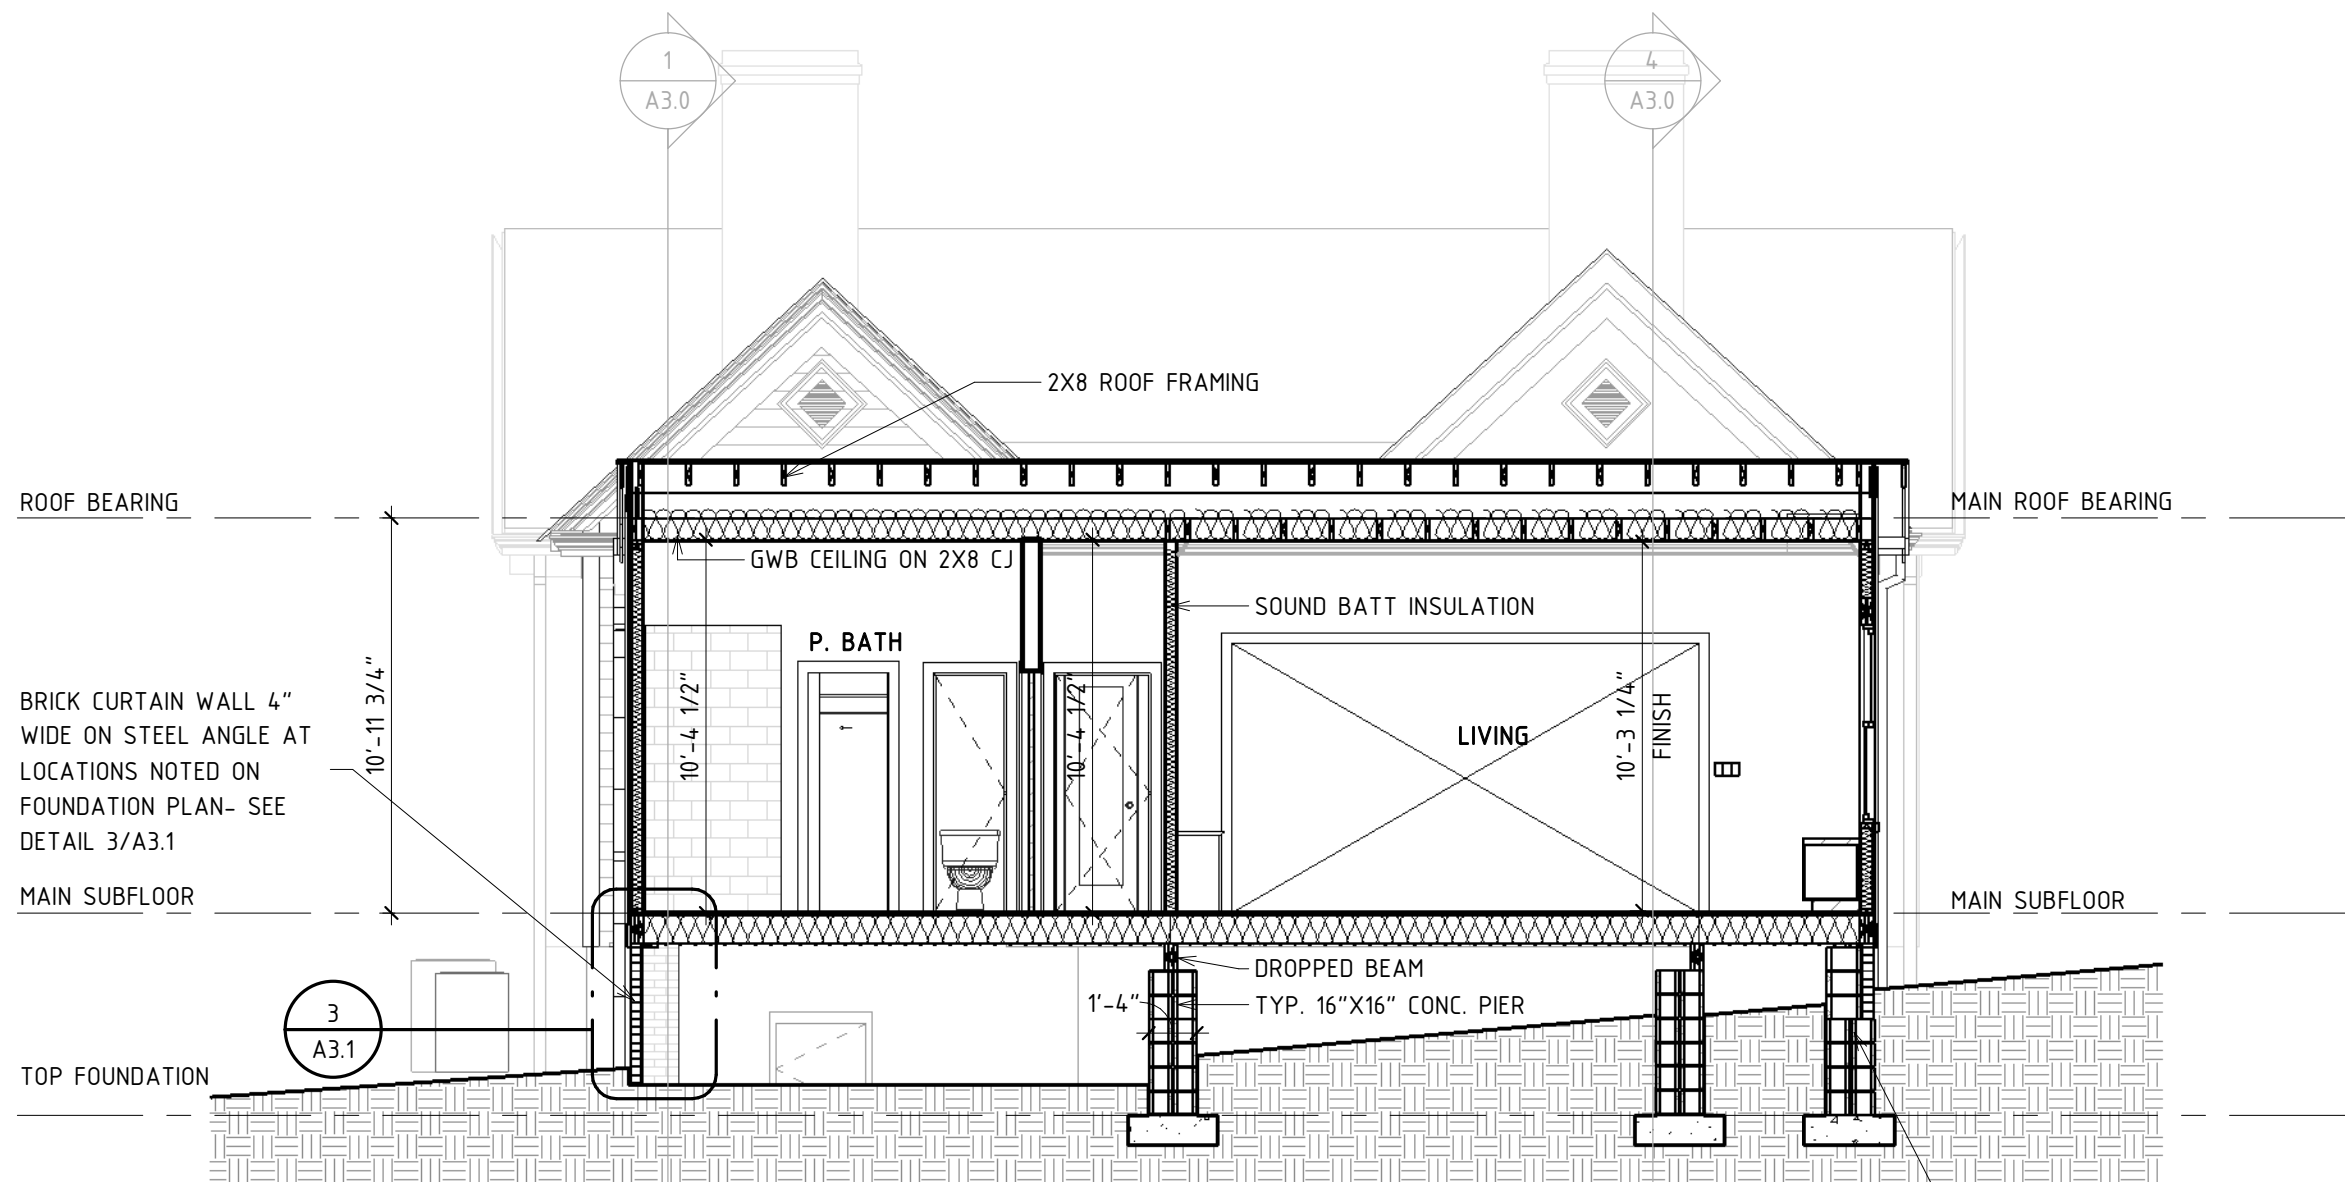 1
A3.0
4
A3.0
2X8 ROOF FRAMING
ROOF BEARING
MAIN ROOF BEARING
GWB CEILING ON 2X8 CJ
SOUND BATT INSULATION
P. BATH
10'-11 3/4"
10'-4 1/2"
10'-4 1/2"
LIVING
10'-3 1/4"
FINISH
BRICK CURTAIN WALL 4"
WIDE ON STEEL ANGLE AT
LOCATIONS NOTED ON
FOUNDATION PLAN- SEE
DETAIL 3/A3.1
MAIN SUBFLOOR
MAIN SUBFLOOR
DROPPED BEAM
1'-4"
TYP. 16"X16" CONC. PIER
3
A3.1
TOP FOUNDATION